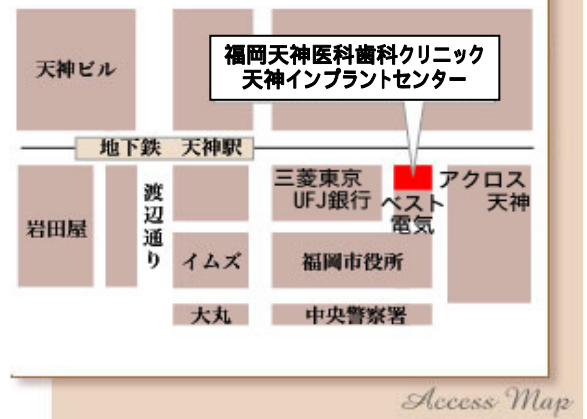 福岡天神医科歯科クリニック
天神インプラントセンター
天神ビル
地下鉄 天神駅
岩田屋
渡辺通り
三菱東京
UFJ銀行
ベスト
電気
アクロス
天神
イムズ
福岡市役所
大丸
中央警察署
Access Map